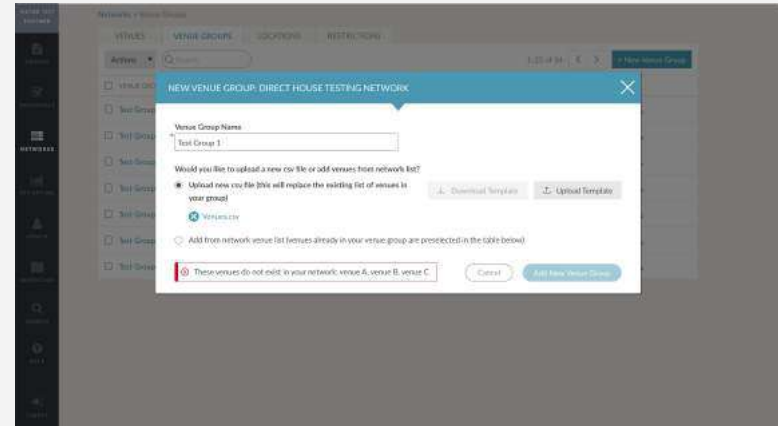 Networks > Venue Groups
VENUES VENUE GROUPS LOCATIONS RESTRICTIONS
Actions Search + New Venue Group
NEW VENUE GROUP: DIRECT HOUSE TESTING NETWORK
Venue Group Name
* Test Group 1
Would you like to upload a new csv file or add venues from network list?
Upload new csv file (this will replace the existing list of venues in
your group)
Download Template Upload Template
Venues.csv
Add from network venue list (venues already in your venue group are preselected in the table below)
These venues do not exist in your network: venue A, venue B, venue C
Cancel Add New Venue Group
NETWORKS
Test Group
Test Group
Test Group
Test Group
Test Group
Test Group
Test Group